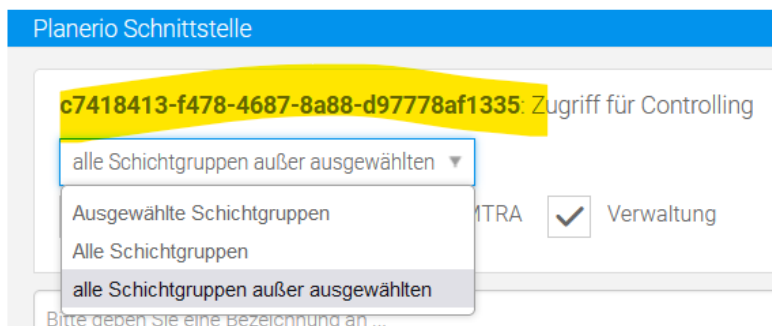 Planerio Schnittstelle
c7418413-f478-4687-8a88-d97778af1335: Zugriff für Controlling
alle Schichtgruppen außer ausgewählten
Ausgewählte Schichtgruppen
MTRA Verwaltung
Alle Schichtgruppen
alle Schichtgruppen außer ausgewählten
Bitte geben Sie eine Bezeichnung an ...